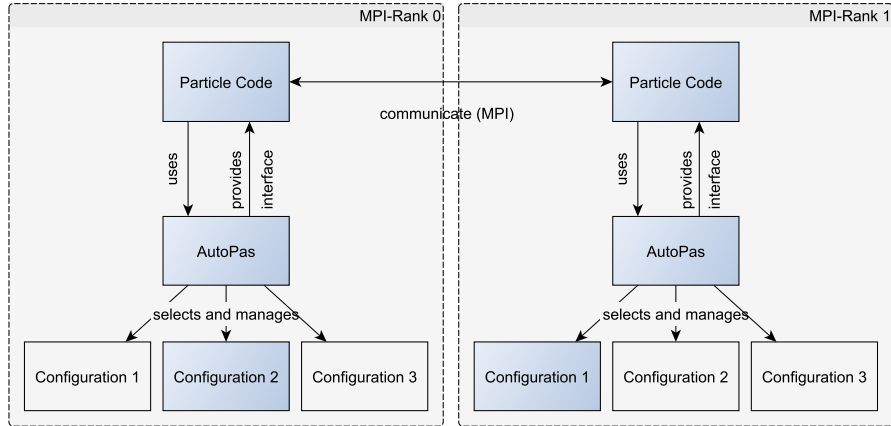 MPI-Rank 0
MPI-Rank 1
Particle Code
Particle Code
communicate (MPI)
uses
provides
interface
uses
provides
interface
AutoPas
AutoPas
selects and manages
selects and manages
Configuration 1
Configuration 2
Configuration 3
Configuration 1
Configuration 2
Configuration 3